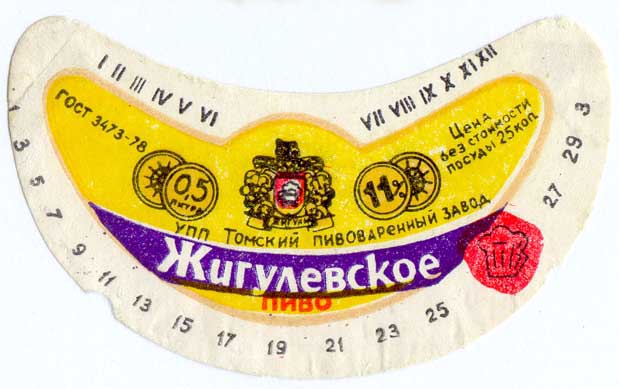 I II III IV V VI
VII VIII IX X XI XII
ГОСТ 3473-78
Цена
без стоимости
посуды 25 коп.
0,5
литра
11%
ЖИГУЛИ
УПП Томский пивоваренный завод
Жигулевское
ПИВО
1 3 5 7 9 11 13 15 17 19 21 23 25 27 29 3